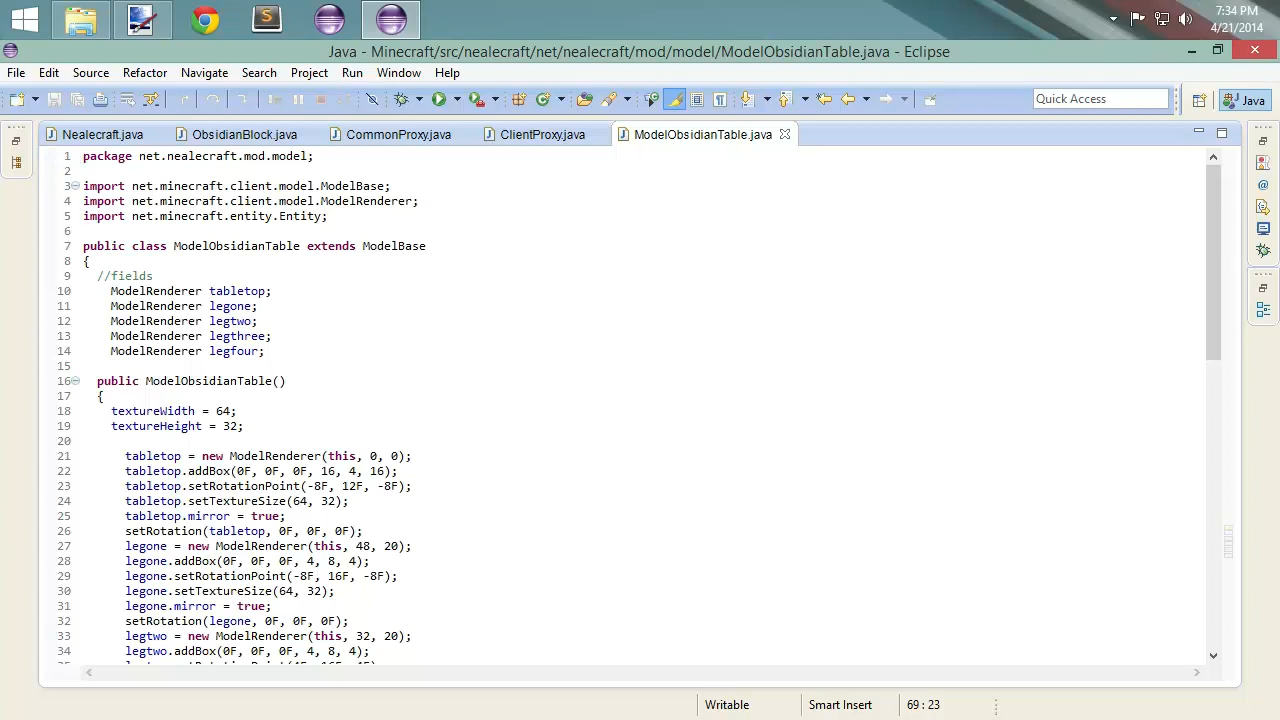 7:34 PM
4/21/2014
Java - Minecraft/src/nealecraft/net/nealecraft/mod/model/ModelObsidianTable.java - Eclipse
File Edit Source Refactor Navigate Search Project Run Window Help
Quick Access
Java
Nealecraft.java ObsidianBlock.java CommonProxy.java ClientProxy.java ModelObsidianTable.java
1 package net.nealecraft.mod.model;
2
3 import net.minecraft.client.model.ModelBase;
4 import net.minecraft.client.model.ModelRenderer;
5 import net.minecraft.entity.Entity;
6
7 public class ModelObsidianTable extends ModelBase
8 {
9 //fields
10 ModelRenderer tabletop;
11 ModelRenderer legone;
12 ModelRenderer legtwo;
13 ModelRenderer legthree;
14 ModelRenderer legfour;
15
16 public ModelObsidianTable()
17 {
18 textureWidth = 64;
19 textureHeight = 32;
20
21 tabletop = new ModelRenderer(this, 0, 0);
22 tabletop.addBox(0F, 0F, 0F, 16, 4, 16);
23 tabletop.setRotationPoint(-8F, 12F, -8F);
24 tabletop.setTextureSize(64, 32);
25 tabletop.mirror = true;
26 setRotation(tabletop, 0F, 0F, 0F);
27 legone = new ModelRenderer(this, 48, 20);
28 legone.addBox(0F, 0F, 0F, 4, 8, 4);
29 legone.setRotationPoint(-8F, 16F, -8F);
30 legone.setTextureSize(64, 32);
31 legone.mirror = true;
32 setRotation(legone, 0F, 0F, 0F);
33 legtwo = new ModelRenderer(this, 32, 20);
34 legtwo.addBox(0F, 0F, 0F, 4, 8, 4);
Writable Smart Insert 69 : 23